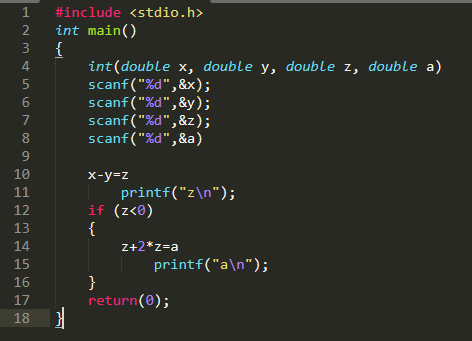 1 #include <stdio.h>
2 int main()
3 {
4 int(double x, double y, double z, double a)
5 scanf("%d",&x);
6 scanf("%d",&y);
7 scanf("%d",&z);
8 scanf("%d",&a)
9
10 x-y=z
11 printf("z\n");
12 if (z<0)
13 {
14 z+2*z=a
15 printf("a\n");
16 }
17 return(0);
18 }